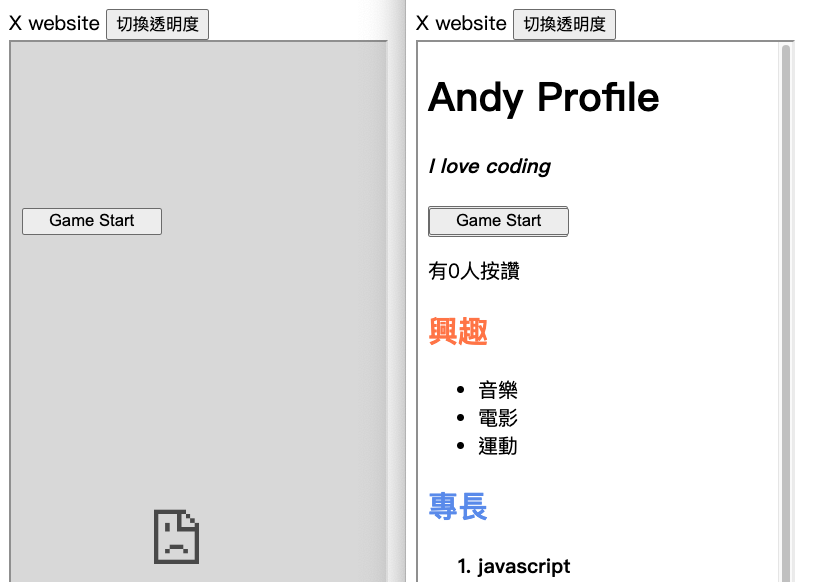 X website 切換透明度
Game Start
X website 切換透明度
Andy Profile
I love coding
Game Start
有0人按讚
興趣
音樂
電影
運動
專長
1. javascript